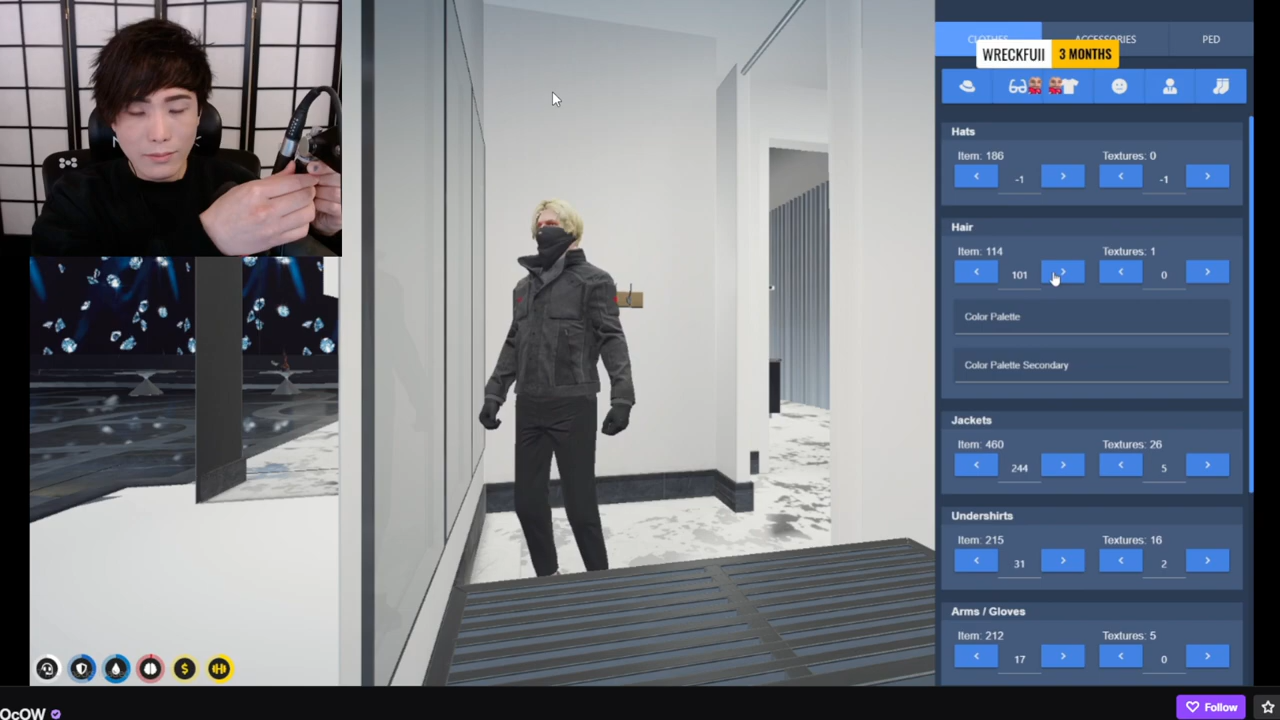 CLOTHES ACCESSORIES PED
WRECKFUII 3 MONTHS
Hats
Item: 186 Textures: 0
< -1 > < -1 >
Hair
Item: 114 Textures: 1
< 101 > < 0 >
Color Palette
Color Palette Secondary
Jackets
Item: 460 Textures: 26
< 244 > < 5 >
Undershirts
Item: 215 Textures: 16
< 31 > < 2 >
Arms / Gloves
Item: 212 Textures: 5
< 17 > < 0 >
OcOW
Follow